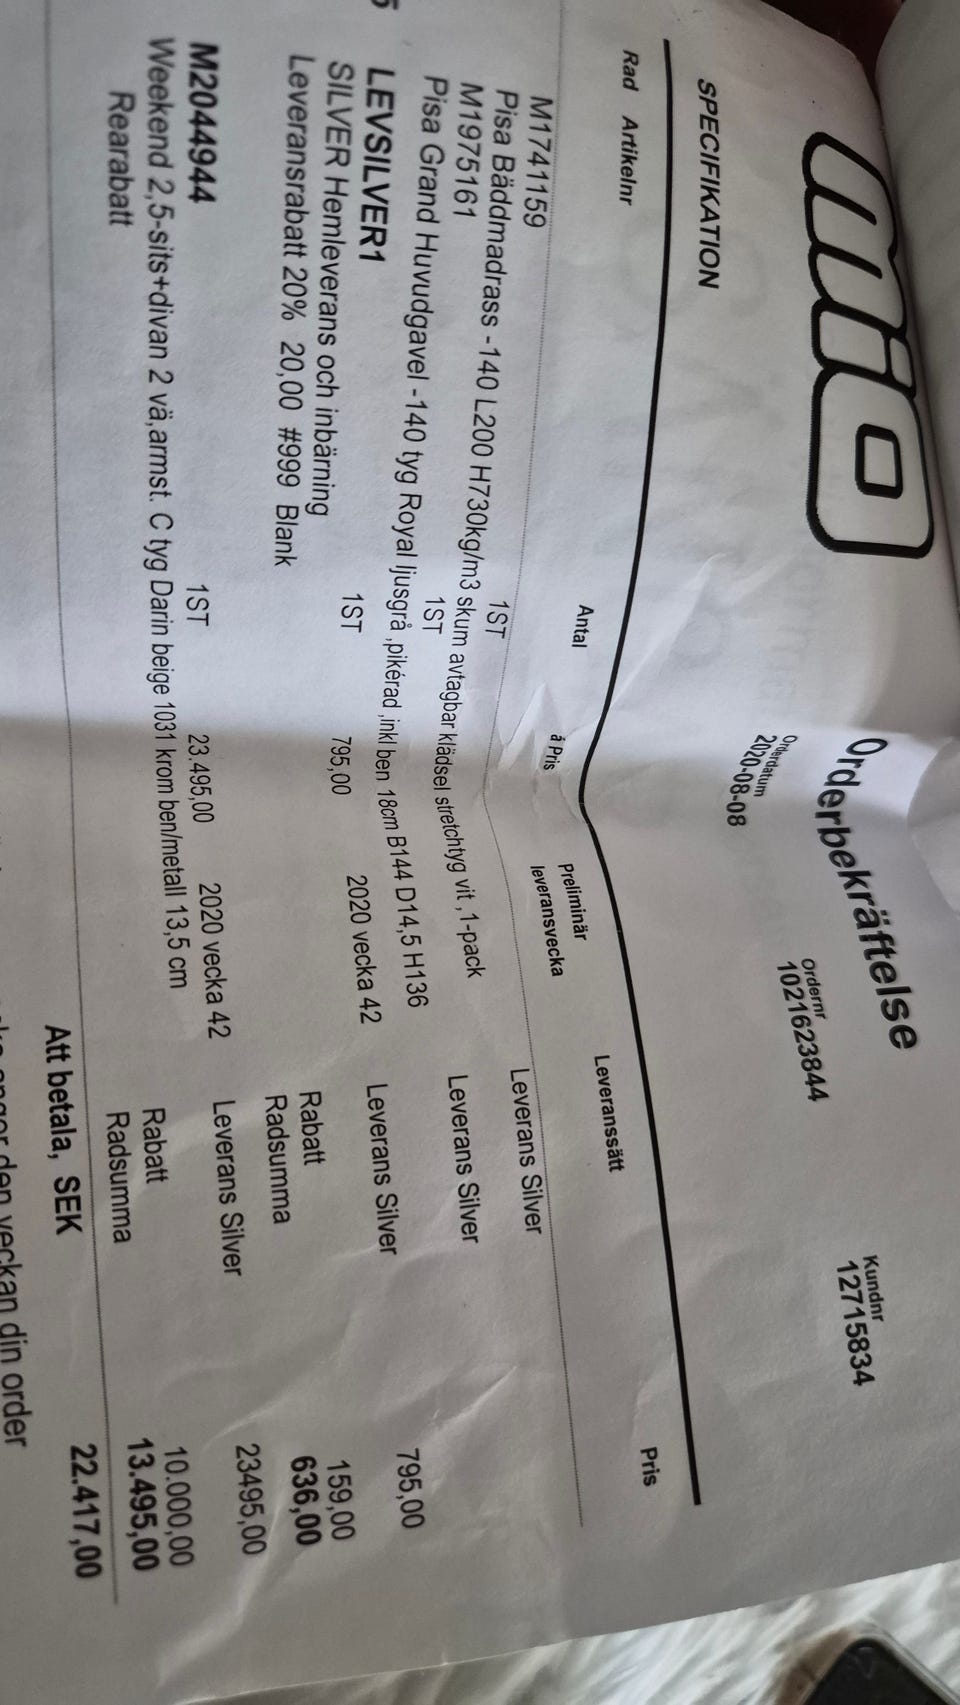 mio
Orderbekräftelse
Orderdatum Ordernr Kundnr
2020-08-08 1021623844 12715834
SPECIFIKATION
Rad Artikelnr Antal á Pris Preliminär leveransvecka Leveranssätt Pris
M1741159 1ST Leverans Silver
Pisa Bäddmadrass -140 L200 H730kg/m3 skum avtagbar klädsel stretchtyg vit ,1-pack
M1975161 1ST Leverans Silver
Pisa Grand Huvudgavel -140 tyg Royal ljusgrå ,pikérad ,inkl ben 18cm B144 D14,5 H136
5 LEVSILVER1 1ST 795,00 2020 vecka 42 Leverans Silver 795,00
SILVER Hemleverans och inbärning
Leveransrabatt 20% 20,00 #999 Blank Rabatt 159,00
Radsumma 636,00
M2044944 1ST 23.495,00 2020 vecka 42 Leverans Silver 23495,00
Weekend 2,5-sits+divan 2 vä,armst. C tyg Darin beige 1031 krom ben/metall 13,5 cm
Rearabatt Rabatt 10.000,00
Radsumma 13.495,00
Att betala, SEK 22.417,00
den veckan din order